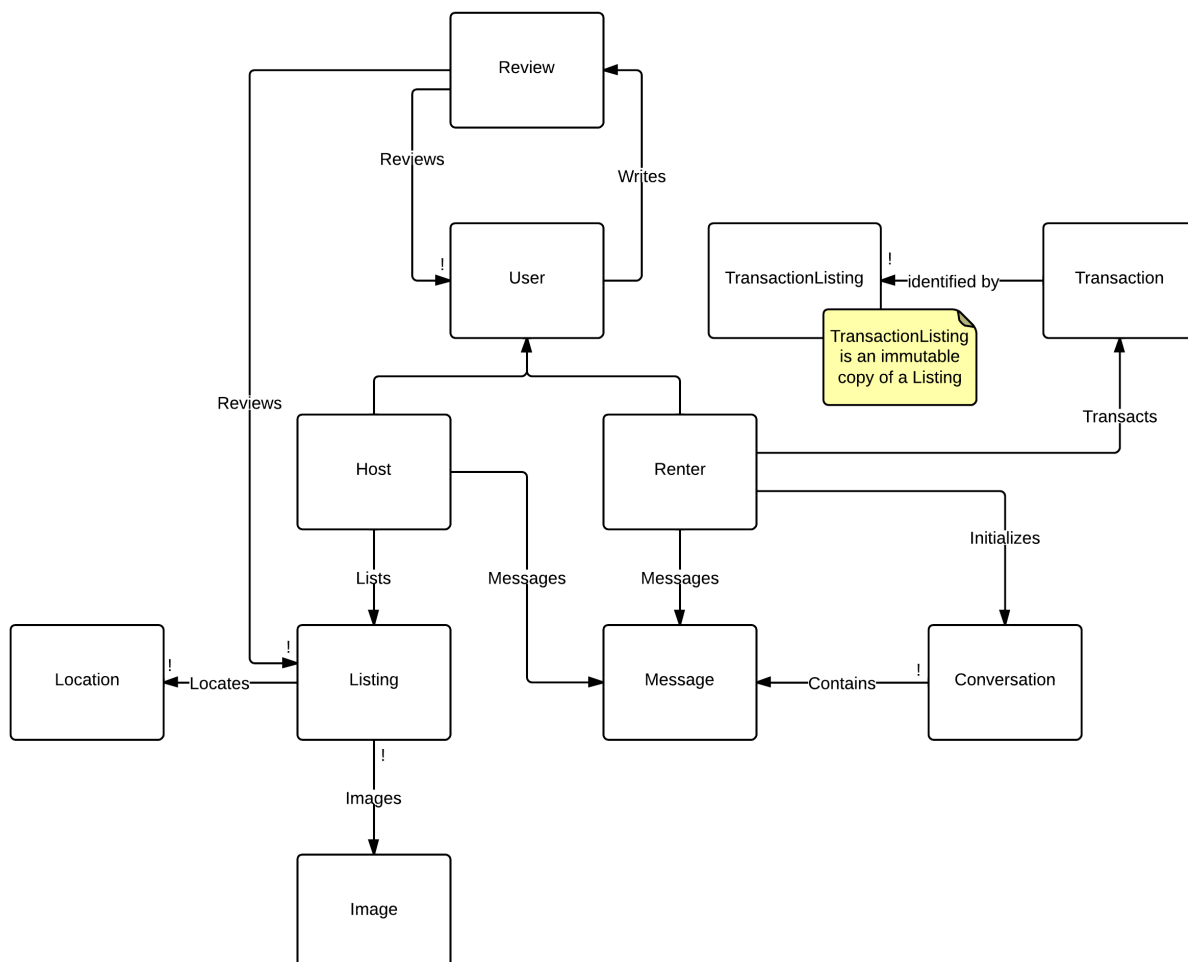 Review
Reviews
Writes
!
User
TransactionListing
!
identified by
Transaction
TransactionListing
is an immutable
copy of a Listing
Reviews
Transacts
Host
Renter
Initializes
Lists
Messages
Messages
!
!
!
Location
Locates
Listing
Message
Contains
Conversation
!
Images
Image